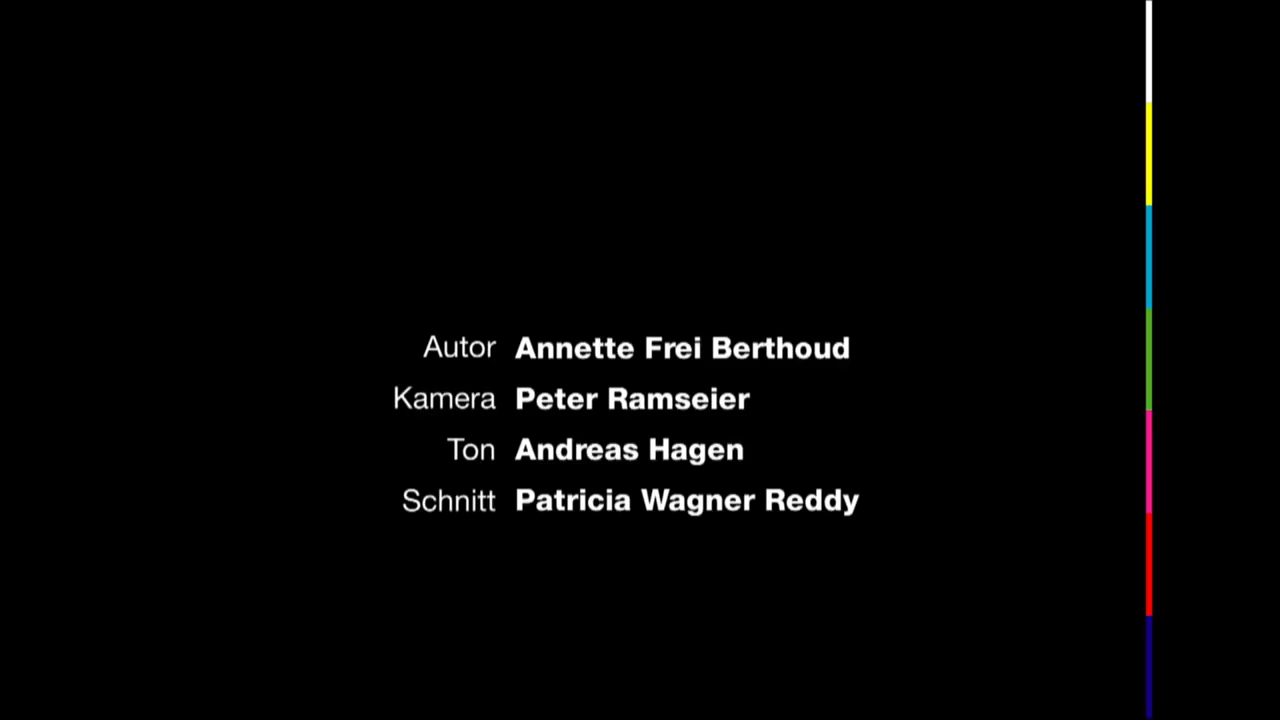 Autor Annette Frei Berthoud
Kamera Peter Ramseier
Ton Andreas Hagen
Schnitt Patricia Wagner Reddy